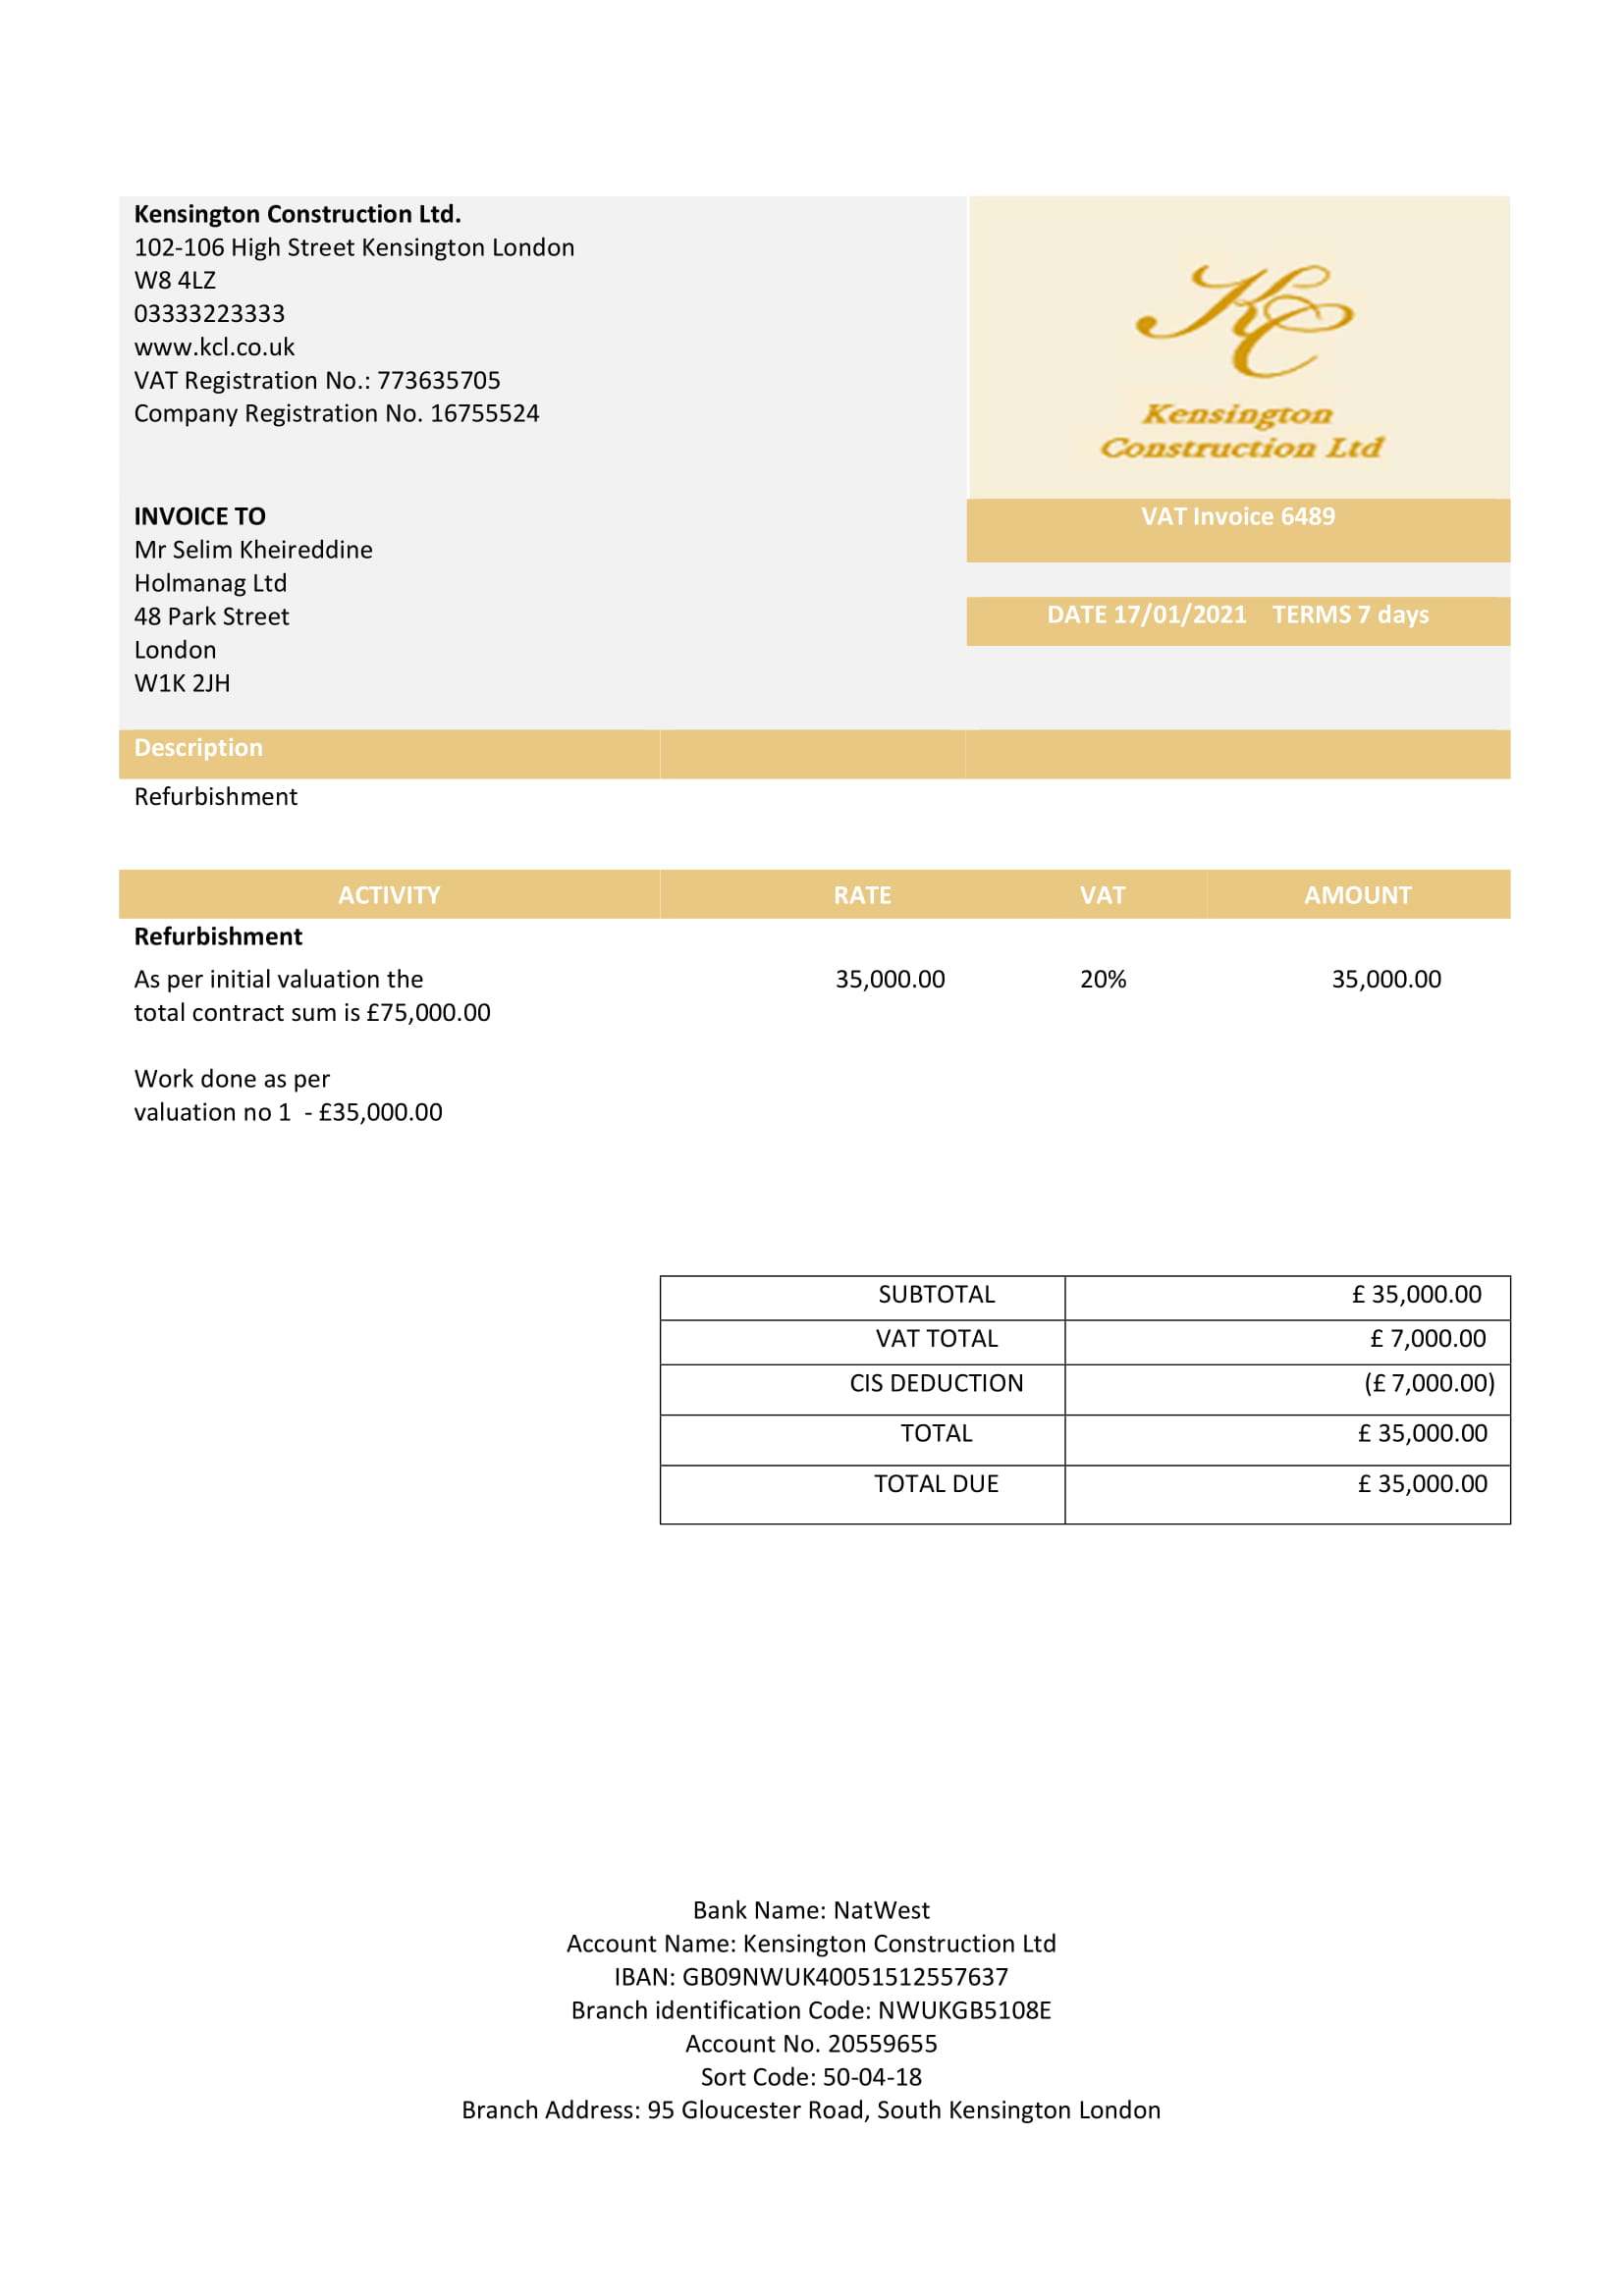 Kensington Construction Ltd.
102-106 High Street Kensington London
W8 4LZ
03333223333
www.kcl.co.uk
VAT Registration No.: 773635705
Company Registration No. 16755524
KC
Kensington
Construction Ltd
INVOICE TO
Mr Selim Kheireddine
Holmanag Ltd
48 Park Street
London
W1K 2JH
VAT Invoice 6489
DATE 17/01/2021 TERMS 7 days
Description
Refurbishment
ACTIVITY RATE VAT AMOUNT
Refurbishment
As per initial valuation the 35,000.00 20% 35,000.00
total contract sum is £75,000.00
Work done as per
valuation no 1 - £35,000.00
SUBTOTAL £ 35,000.00
VAT TOTAL £ 7,000.00
CIS DEDUCTION (£ 7,000.00)
TOTAL £ 35,000.00
TOTAL DUE £ 35,000.00
Bank Name: NatWest
Account Name: Kensington Construction Ltd
IBAN: GB09NWUK40051512557637
Branch identification Code: NWUKGB5108E
Account No. 20559655
Sort Code: 50-04-18
Branch Address: 95 Gloucester Road, South Kensington London